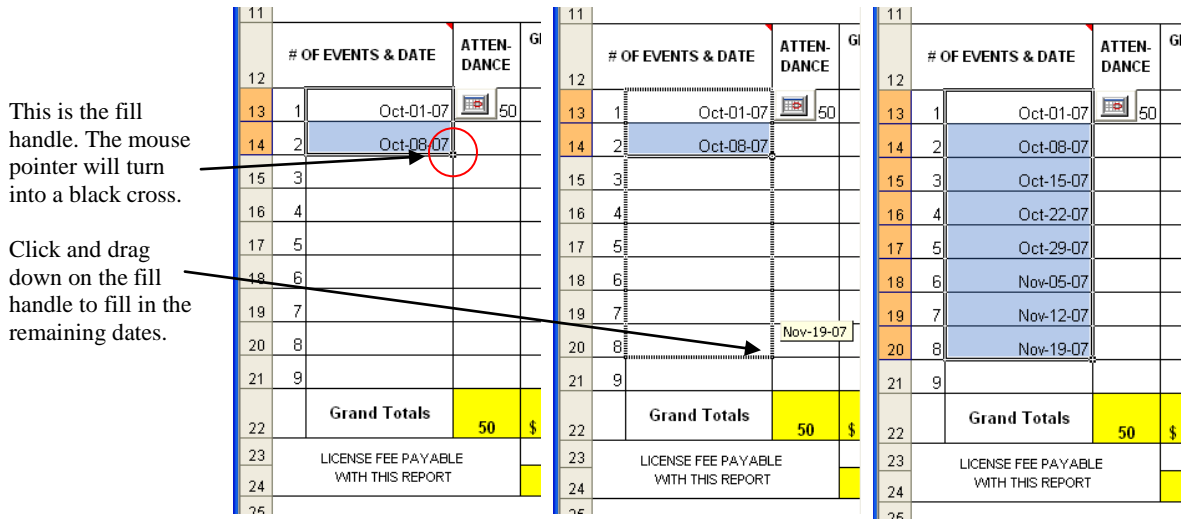 This is the fill
handle. The mouse
pointer will turn
into a black cross.
Click and drag
down on the fill
handle to fill in the
remaining dates.
11
12 # OF EVENTS & DATE ATTEN-
DANCE
13 1 Oct-01-07 50
14 2 Oct-08-07
15 3
16 4
17 5
18 6
19 7
20 8
21 9
22 Grand Totals 50 $
23 LICENSE FEE PAYABLE
24 WITH THIS REPORT
25
11
12 # OF EVENTS & DATE ATTEN-
DANCE
13 1 Oct-01-07 50
14 2 Oct-08-07
15 3
16 4
17 5
18 6
19 7
Nov-19-07
20 8
21 9
22 Grand Totals 50 $
23 LICENSE FEE PAYABLE
24 WITH THIS REPORT
25
11
12 # OF EVENTS & DATE ATTEN-
DANCE
13 1 Oct-01-07 50
14 2 Oct-08-07
15 3 Oct-15-07
16 4 Oct-22-07
17 5 Oct-29-07
18 6 Nov-05-07
19 7 Nov-12-07
20 8 Nov-19-07
21 9
22 Grand Totals 50 $
23 LICENSE FEE PAYABLE
24 WITH THIS REPORT
25